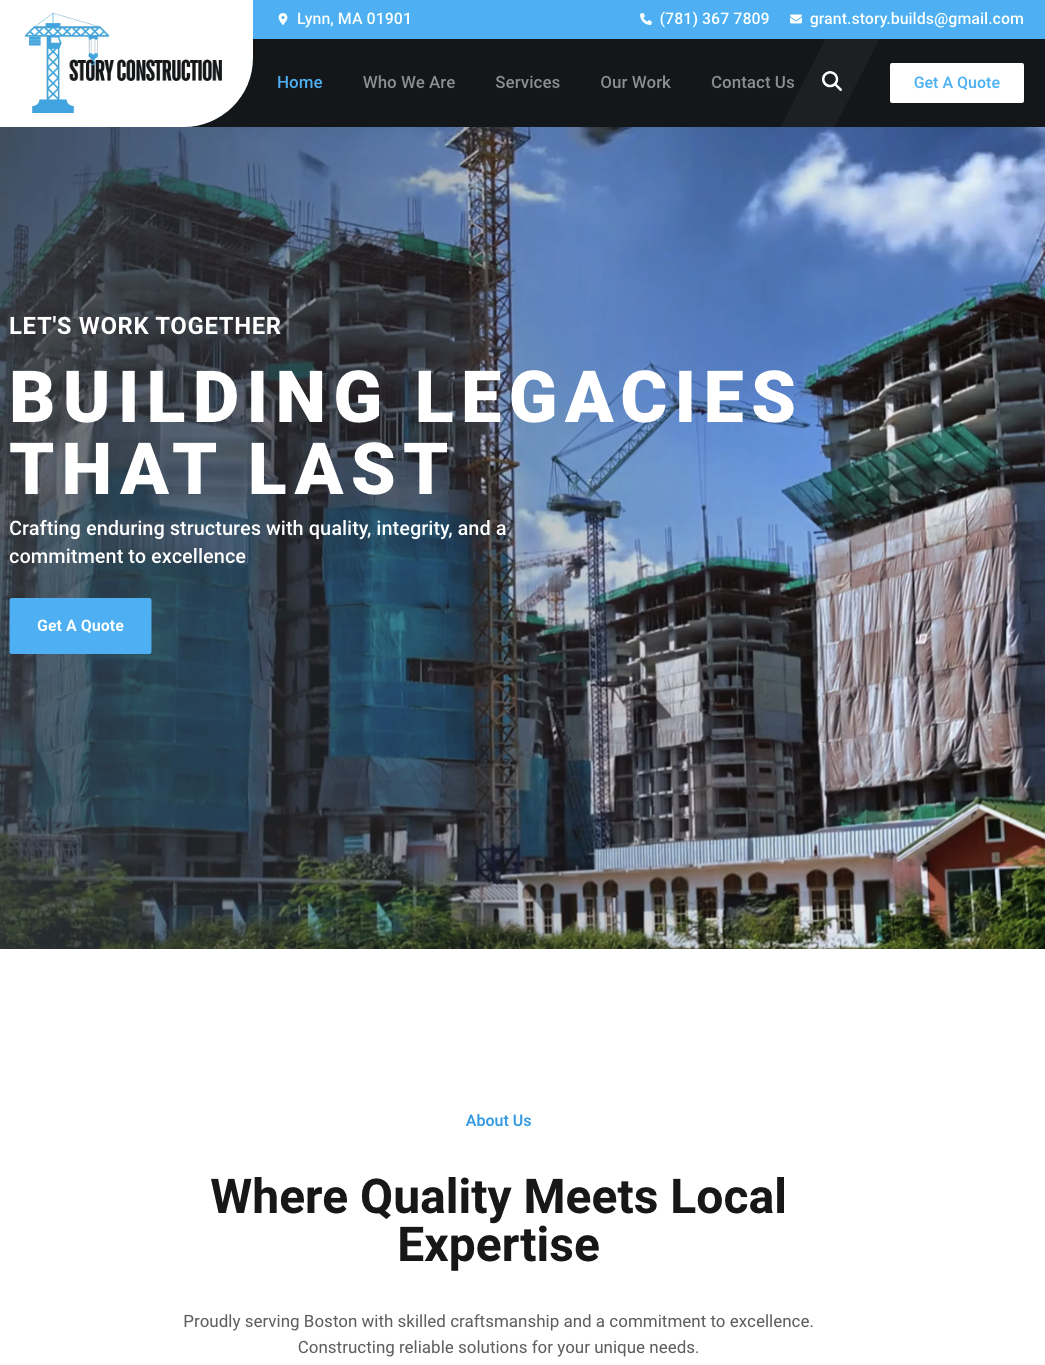 Lynn, MA 01901
(781) 367 7809
grant.story.builds@gmail.com
STORY CONSTRUCTION
Home
Who We Are
Services
Our Work
Contact Us
Get A Quote
LET'S WORK TOGETHER
BUILDING LEGACIES
THAT LAST
Crafting enduring structures with quality, integrity, and a
commitment to excellence
Get A Quote
About Us
Where Quality Meets Local
Expertise
Proudly serving Boston with skilled craftsmanship and a commitment to excellence.
Constructing reliable solutions for your unique needs.